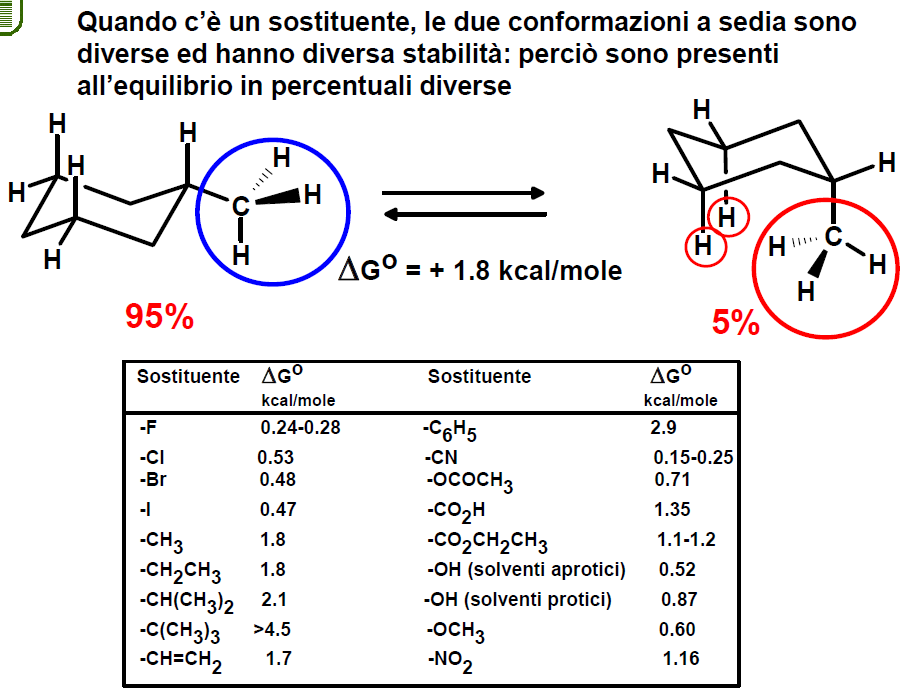 Quando c'è un sostituente, le due conformazioni a sedia sono
diverse ed hanno diversa stabilità: perciò sono presenti
all'equilibrio in percentuali diverse
H
H
H
H
H
H
H
C
H
H
H
H
H
H
H
C
H
H
H
ΔG° = + 1.8 kcal/mole
95%
5%
Sostituente ΔG° Sostituente ΔG°
kcal/mole kcal/mole
-F 0.24-0.28 -C6H5 2.9
-Cl 0.53 -CN 0.15-0.25
-Br 0.48 -OCOCH3 0.71
-I 0.47 -CO2H 1.35
-CH3 1.8 -CO2CH2CH3 1.1-1.2
-CH2CH3 1.8 -OH (solventi aprotici) 0.52
-CH(CH3)2 2.1 -OH (solventi protici) 0.87
-C(CH3)3 >4.5 -OCH3 0.60
-CH=CH2 1.7 -NO2 1.16